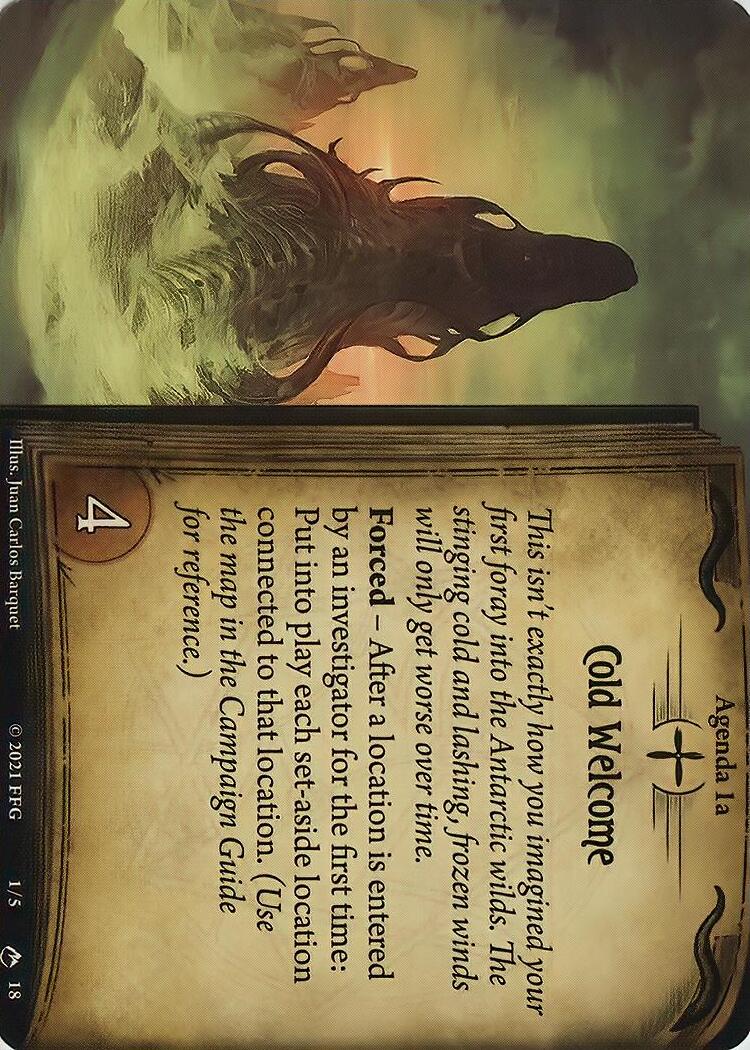 Agenda 1a
Cold Welcome
This isn't exactly how you imagined your
first foray into the Antarctic wilds. The
stinging cold and lashing, frozen winds
will only get worse over time.
Forced – After a location is entered
by an investigator for the first time:
Put into play each set-aside location
connected to that location. (Use
the map in the Campaign Guide
for reference.)
4
Illus. Juan Carlos Barquet © 2021 FFG 1/5 18